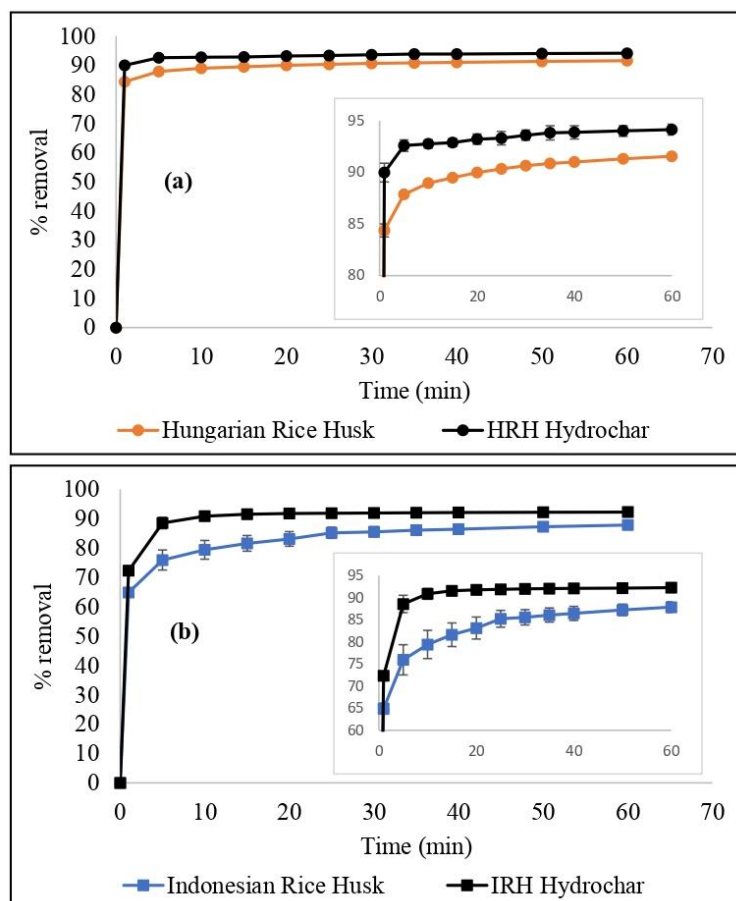 100
90
80
70
60
50
40
30
20
10
0
% removal
(a)
95
90
85
80
0 20 40 60
0 10 20 30 40 50 60 70
Time (min)
Hungarian Rice Husk HRH Hydrochar
100
90
80
70
60
50
40
30
20
10
0
% removal
(b)
95
90
85
80
75
70
65
60
0 20 40 60
0 10 20 30 40 50 60 70
Time (min)
Indonesian Rice Husk IRH Hydrochar